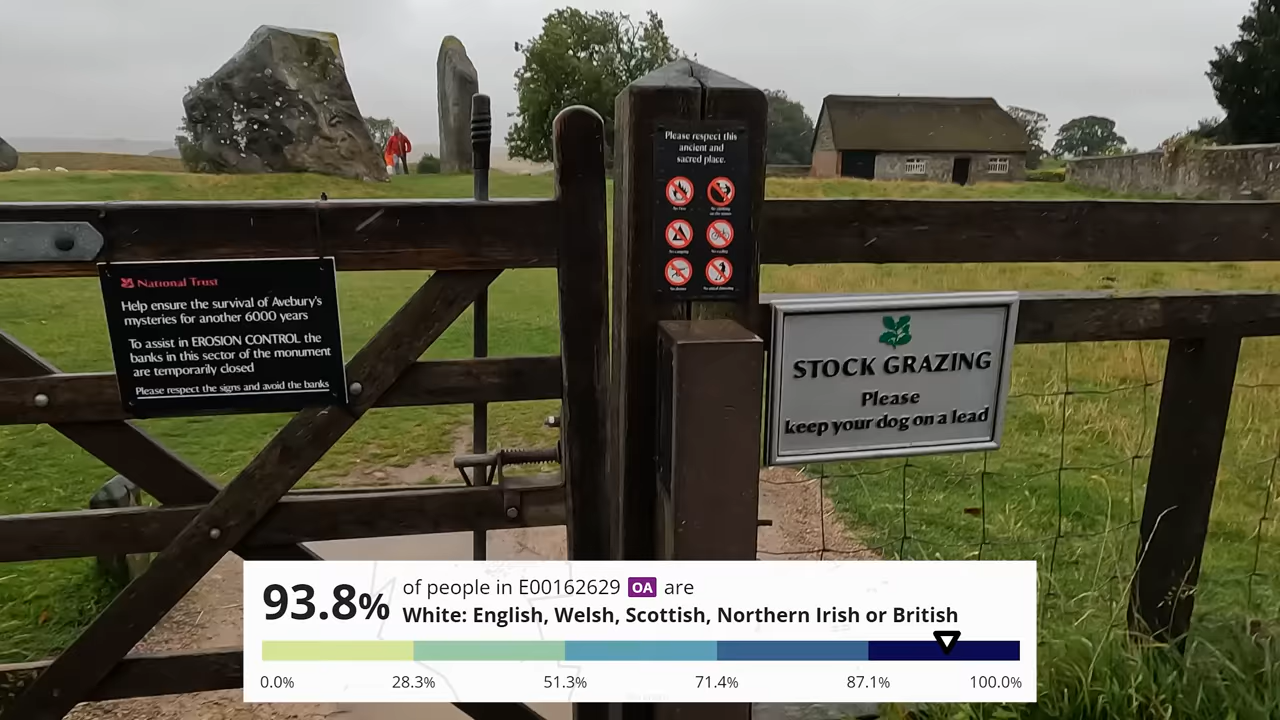 Please respect this
ancient and
sacred place.
National Trust
Help ensure the survival of Avebury's
mysteries for another 6000 years
To assist in EROSION CONTROL the
banks in this sector of the monument
are temporarily closed
Please respect the signs and avoid the banks
STOCK GRAZING
Please
keep your dog on a lead
93.8%
of people in E00162629 OA are
White: English, Welsh, Scottish, Northern Irish or British
0.0% 28.3% 51.3% 71.4% 87.1% 100.0%